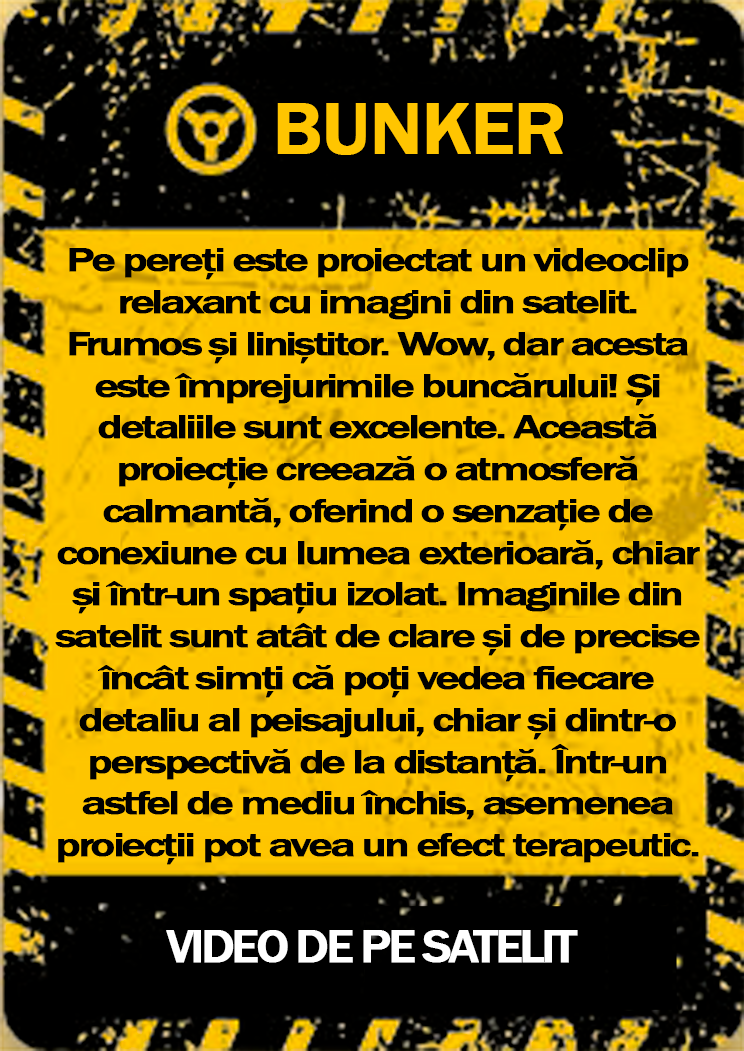 BUNKER
Pe pereți este proiectat un videoclip
relaxant cu imagini din satelit.
Frumos și liniștitor. Wow, dar acesta
este împrejurimile buncărului! Și
detaliile sunt excelente. Această
proiecție creează o atmosferă
calmantă, oferind o senzație de
conexiune cu lumea exterioară, chiar
și într-un spațiu izolat. Imaginile din
satelit sunt atât de clare și de precise
încât simți că poți vedea fiecare
detaliu al peisajului, chiar și dintr-o
perspectivă de la distanță. Într-un
astfel de mediu închis, asemenea
proiecții pot avea un efect terapeutic.
VIDEO DE PE SATELIT